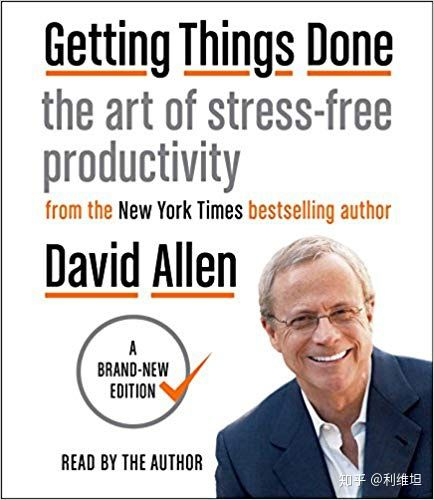 Getting Things Done
the art of stress-free
productivity
from the New York Times bestselling author
David Allen
A
BRAND-NEW
EDITION
READ BY THE AUTHOR
知乎 @利维坦